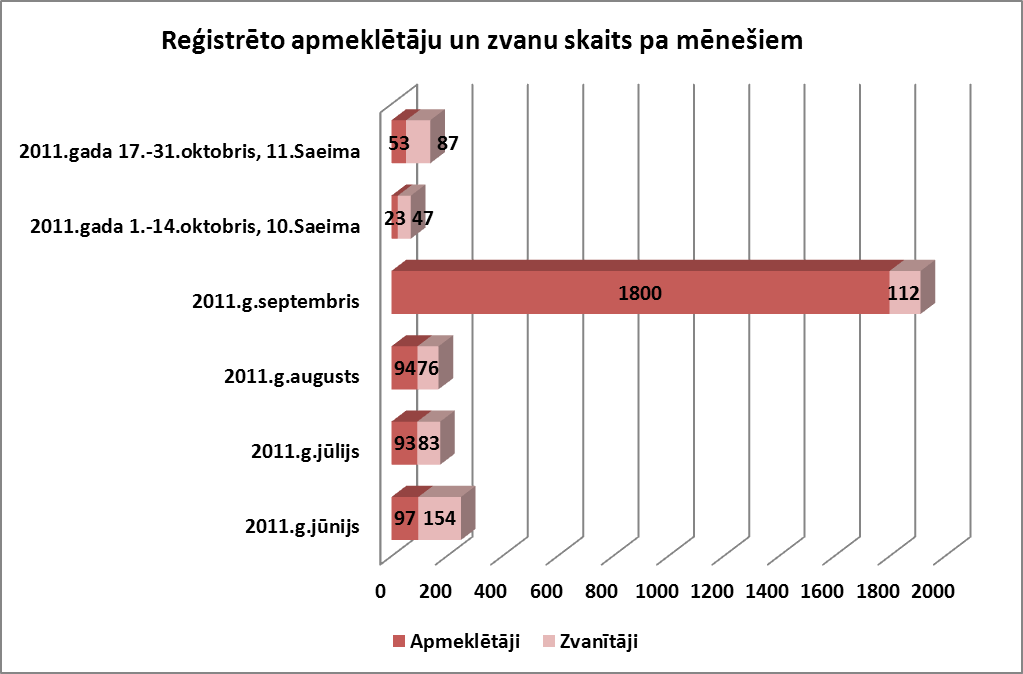 Reģistrēto apmeklētāju un zvanu skaits pa mēnešiem
2011.gada 17.-31.oktobris, 11.Saeima 53 87
2011.gada 1.-14.oktobris, 10.Saeima 23 47
2011.g.septembris 1800 112
2011.g.augusts 94 76
2011.g.jūlijs 93 83
2011.g.jūnijs 97 154
0 200 400 600 800 1000 1200 1400 1600 1800 2000
Apmeklētāji Zvanītāji